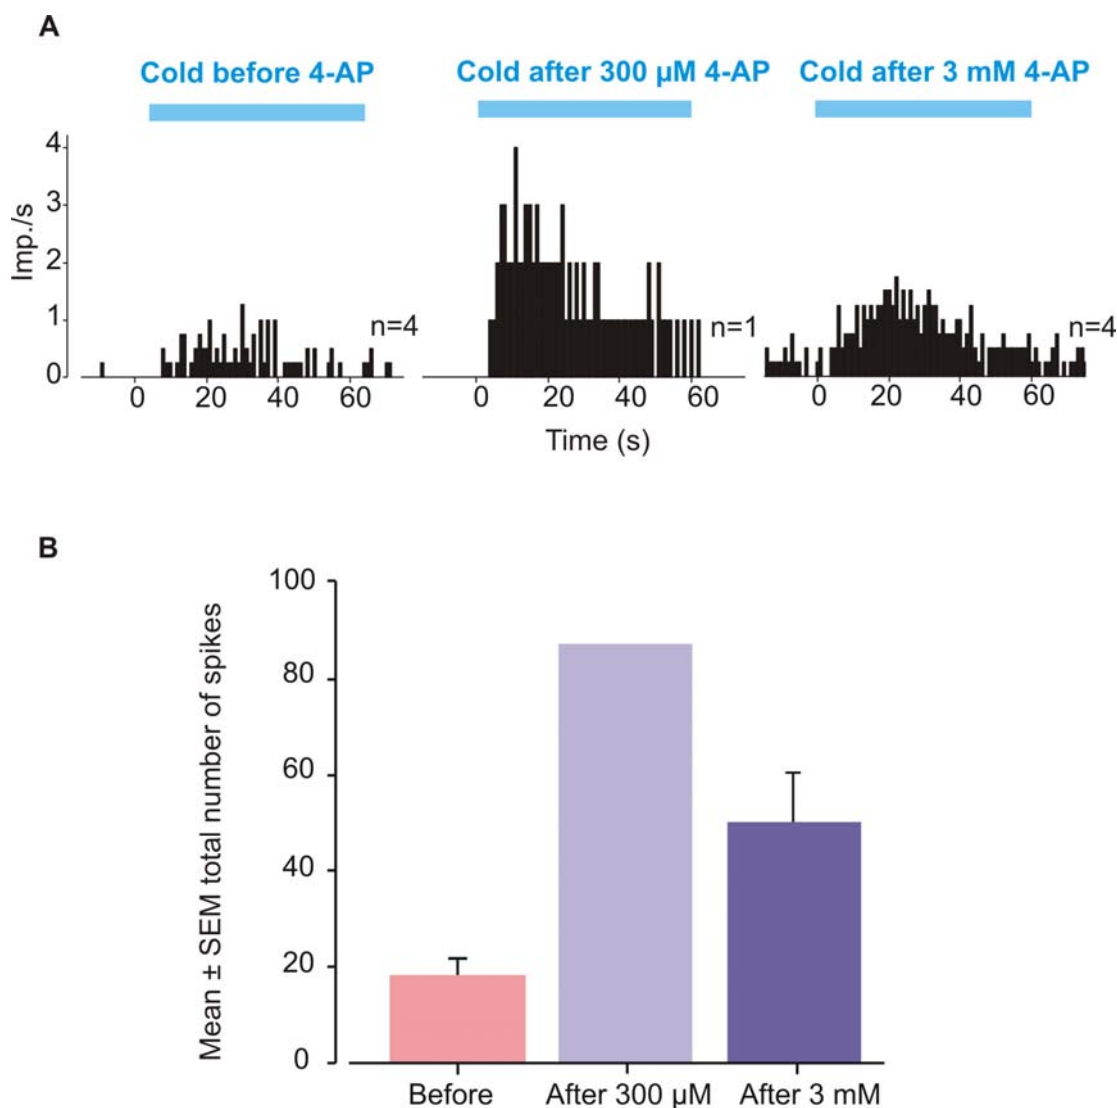 A
Cold before 4-AP
Cold after 300 µM 4-AP
Cold after 3 mM 4-AP
4
3
2
1
0
Imp./s
n=4
n=1
n=4
0 20 40 60
0 20 40 60
0 20 40 60
Time (s)
B
100
80
60
40
20
0
Mean ± SEM total number of spikes
Before
After 300 µM
After 3 mM